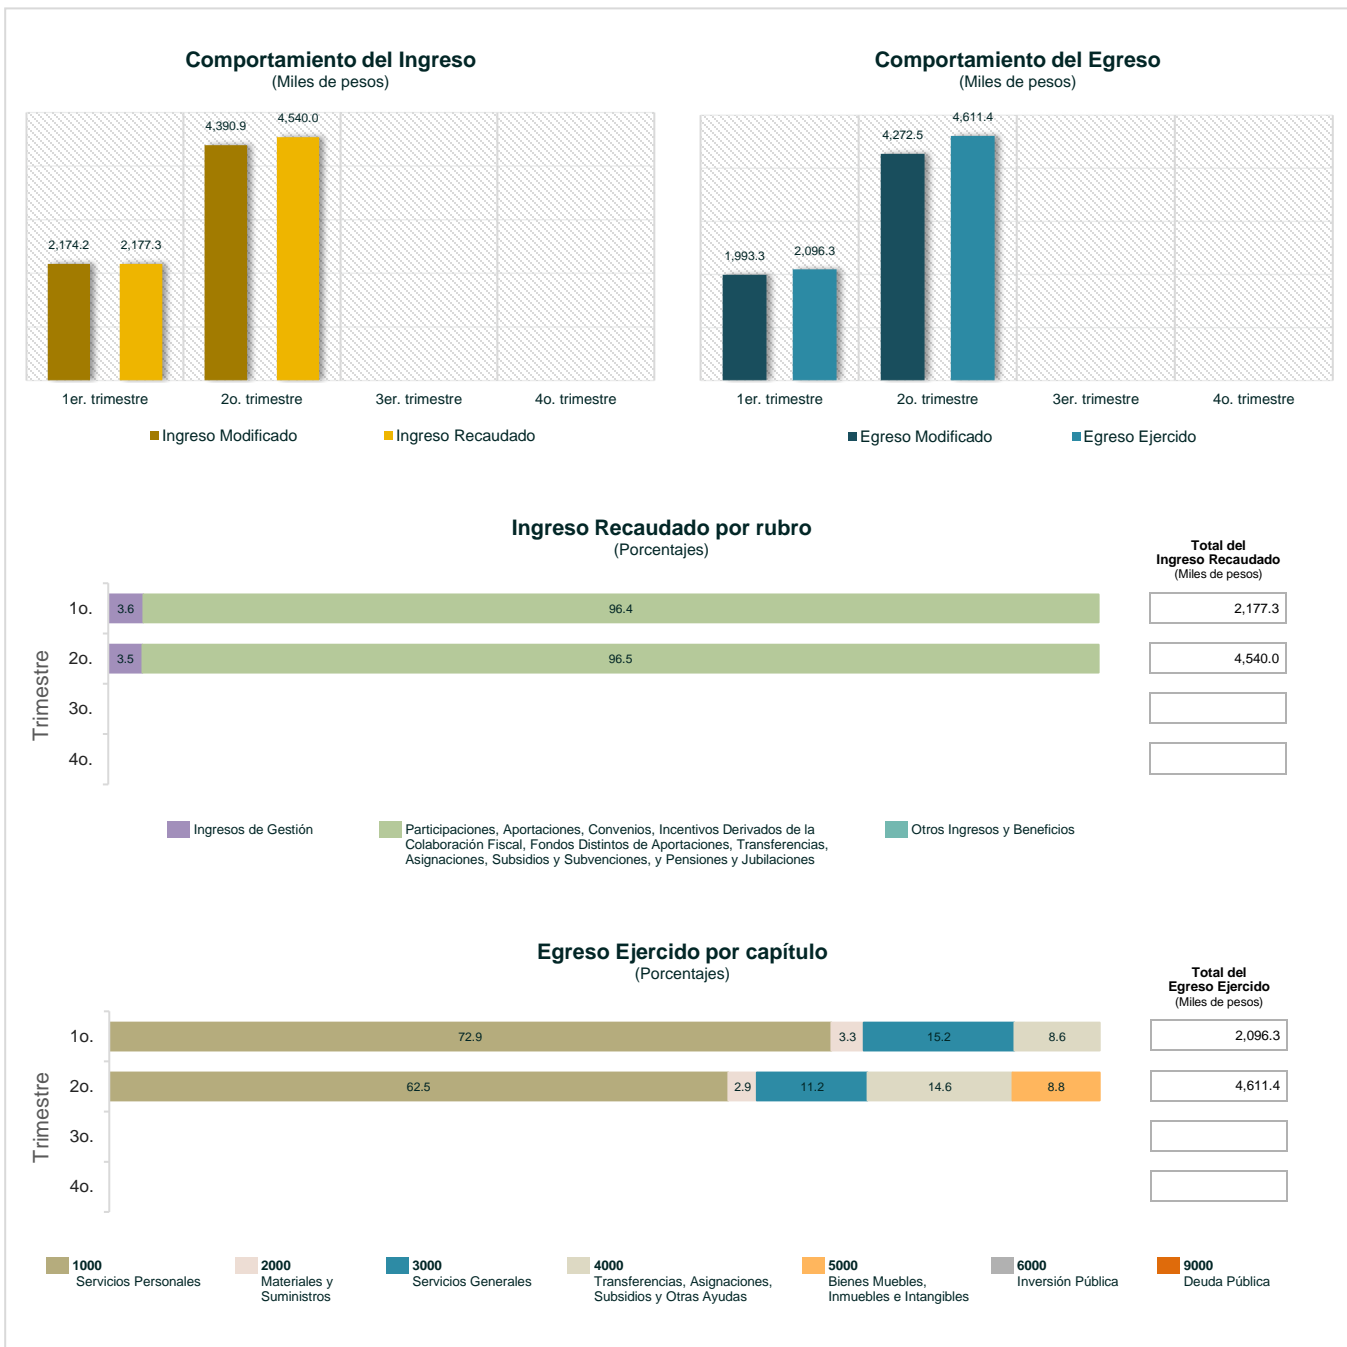 Comportamiento del Ingreso
(Miles de pesos)
4,390.9
4,540.0
2,174.2
2,177.3
1er. trimestre
2o. trimestre
3er. trimestre
4o. trimestre
Ingreso Modificado
Ingreso Recaudado
Comportamiento del Egreso
(Miles de pesos)
4,611.4
4,272.5
2,096.3
1,993.3
1er. trimestre
2o. trimestre
3er. trimestre
4o. trimestre
Egreso Modificado
Egreso Ejercido
Ingreso Recaudado por rubro
(Porcentajes)
Total del
Ingreso Recaudado
(Miles de pesos)
Trimestre
1o.
3.6
96.4
2,177.3
2o.
3.5
96.5
4,540.0
3o.
4o.
Ingresos de Gestión
Participaciones, Aportaciones, Convenios, Incentivos Derivados de la
Colaboración Fiscal, Fondos Distintos de Aportaciones, Transferencias,
Asignaciones, Subsidios y Subvenciones, y Pensiones y Jubilaciones
Otros Ingresos y Beneficios
Egreso Ejercido por capítulo
(Porcentajes)
Total del
Egreso Ejercido
(Miles de pesos)
Trimestre
1o.
72.9
3.3
15.2
8.6
2,096.3
2o.
62.5
2.9
11.2
14.6
8.8
4,611.4
3o.
4o.
1000
Servicios Personales
2000
Materiales y
Suministros
3000
Servicios Generales
4000
Transferencias, Asignaciones,
Subsidios y Otras Ayudas
5000
Bienes Muebles,
Inmuebles e Intangibles
6000
Inversión Pública
9000
Deuda Pública